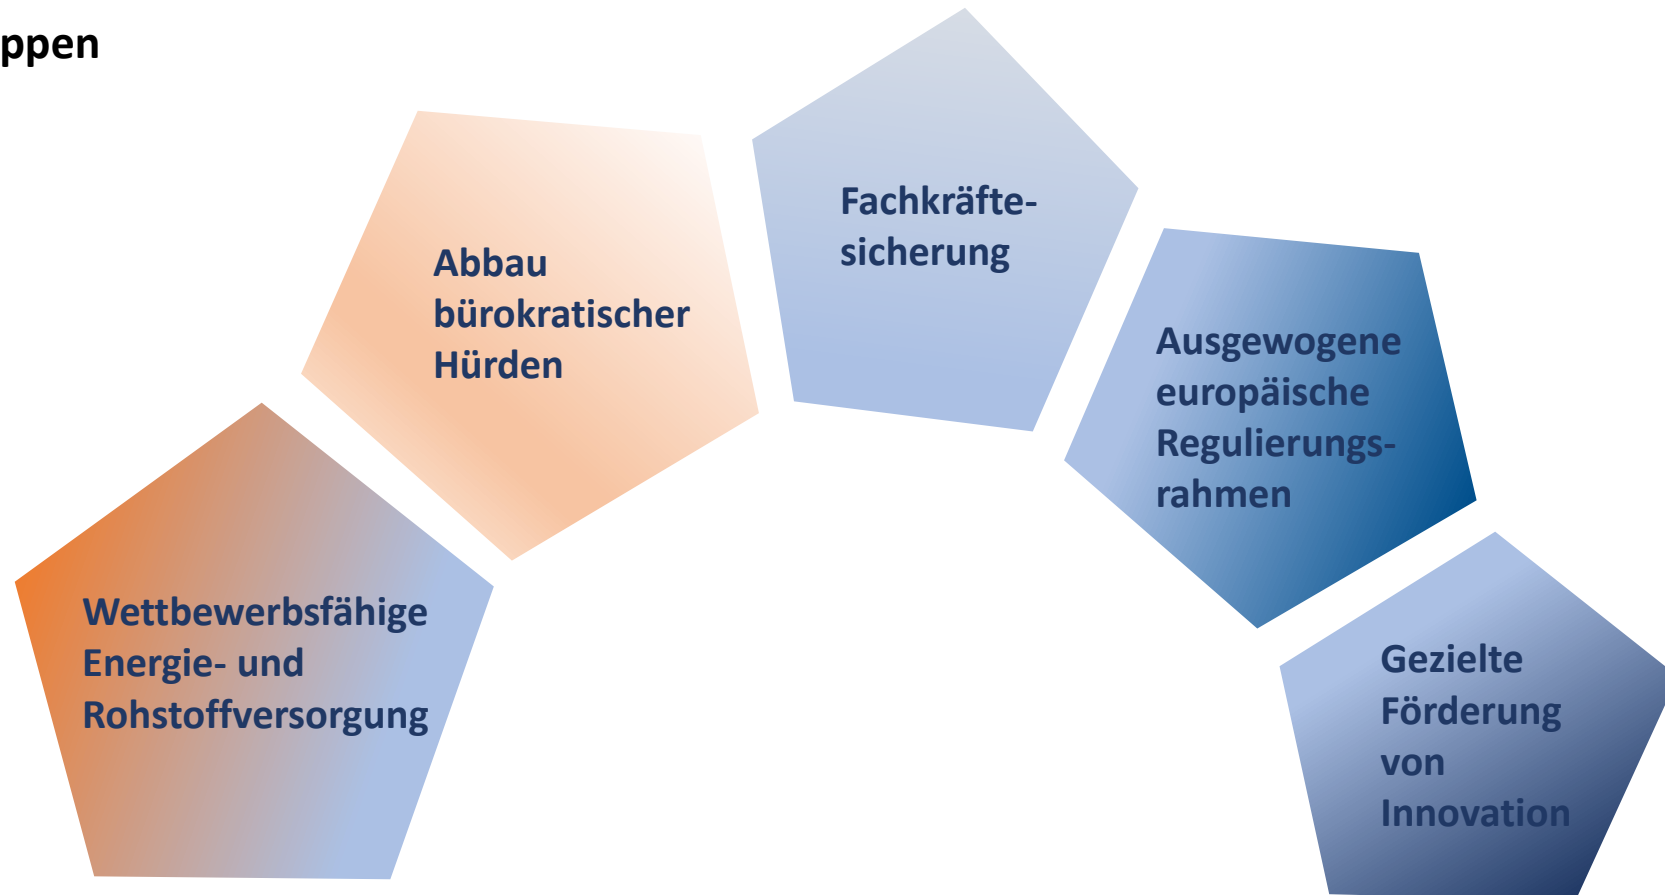 ppen
Abbau
bürokratischer
Hürden
Fachkräfte-
sicherung
Ausgewogene
europäische
Regulierungs-
rahmen
Wettbewerbsfähige
Energie- und
Rohstoffversorgung
Gezielte
Förderung
von
Innovation